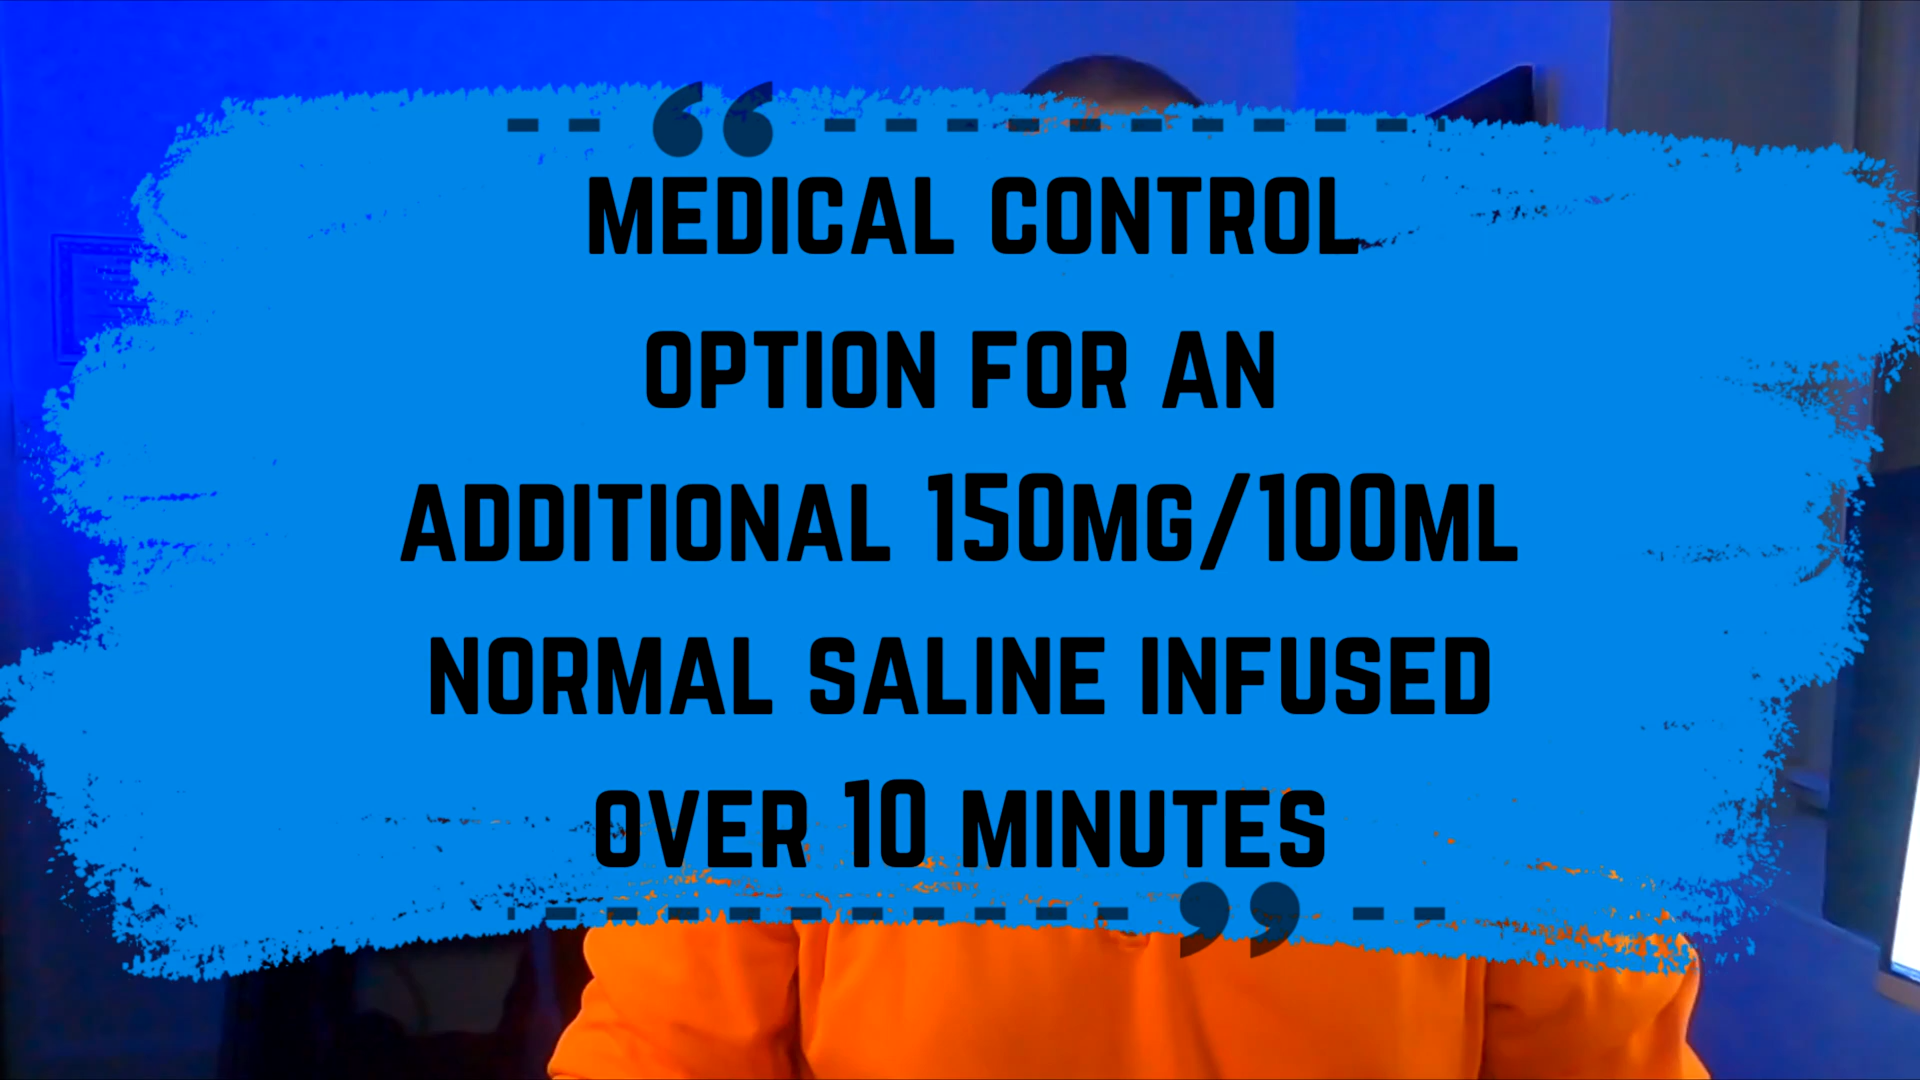 “
MEDICAL CONTROL
OPTION FOR AN
ADDITIONAL 150MG/100ML
NORMAL SALINE INFUSED
OVER 10 MINUTES
”